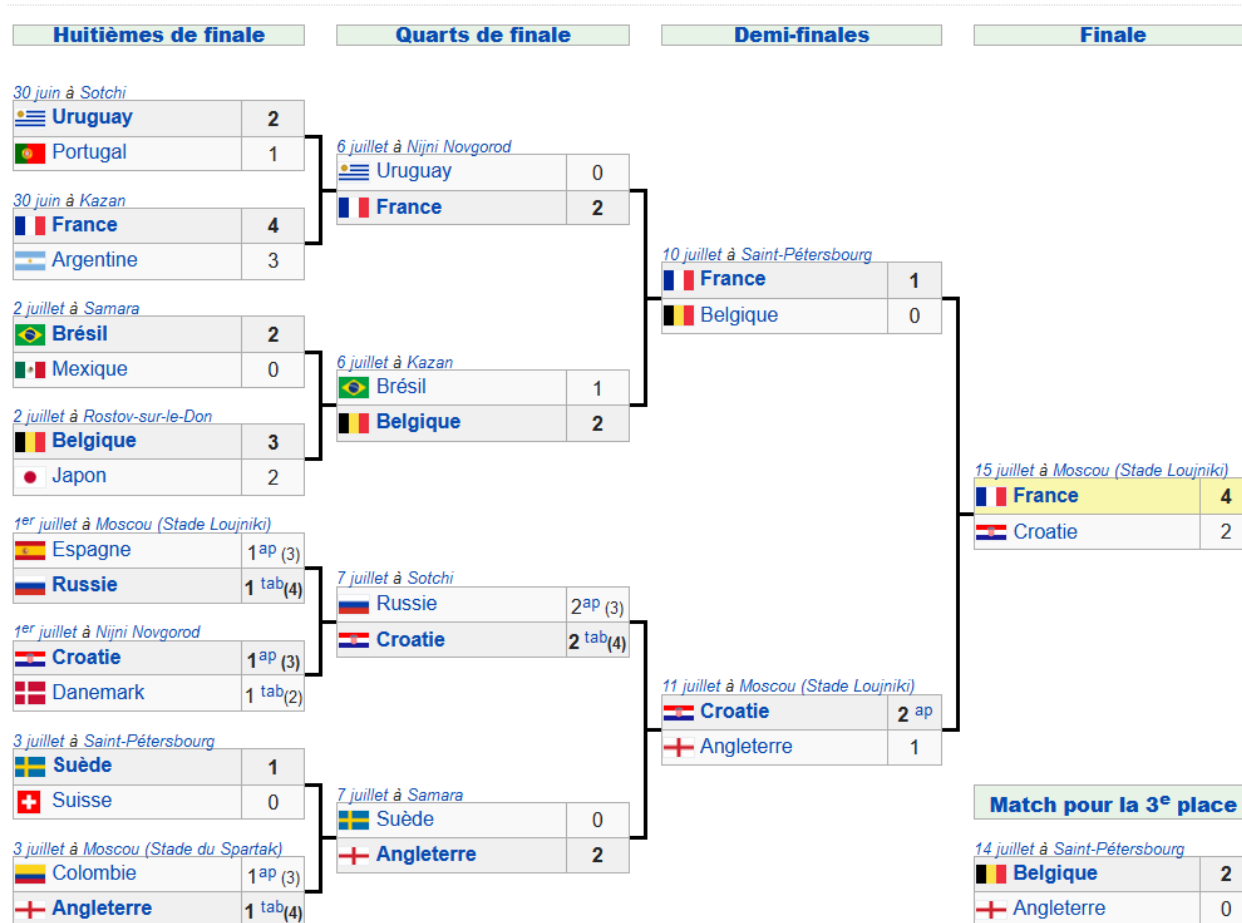 Huitièmes de finale
Quarts de finale
Demi-finales
Finale
30 juin à Sotchi
Uruguay 2
Portugal 1
30 juin à Kazan
France 4
Argentine 3
2 juillet à Samara
Brésil 2
Mexique 0
2 juillet à Rostov-sur-le-Don
Belgique 3
Japon 2
1er juillet à Moscou (Stade Loujniki)
Espagne 1ap (3)
Russie 1 tab(4)
1er juillet à Nijni Novgorod
Croatie 1ap (3)
Danemark 1 tab(2)
3 juillet à Saint-Pétersbourg
Suède 1
Suisse 0
3 juillet à Moscou (Stade du Spartak)
Colombie 1ap (3)
Angleterre 1 tab(4)
6 juillet à Nijni Novgorod
Uruguay 0
France 2
6 juillet à Kazan
Brésil 1
Belgique 2
7 juillet à Sotchi
Russie 2ap (3)
Croatie 2 tab(4)
7 juillet à Samara
Suède 0
Angleterre 2
10 juillet à Saint-Pétersbourg
France 1
Belgique 0
11 juillet à Moscou (Stade Loujniki)
Croatie 2 ap
Angleterre 1
15 juillet à Moscou (Stade Loujniki)
France 4
Croatie 2
Match pour la 3e place
14 juillet à Saint-Pétersbourg
Belgique 2
Angleterre 0